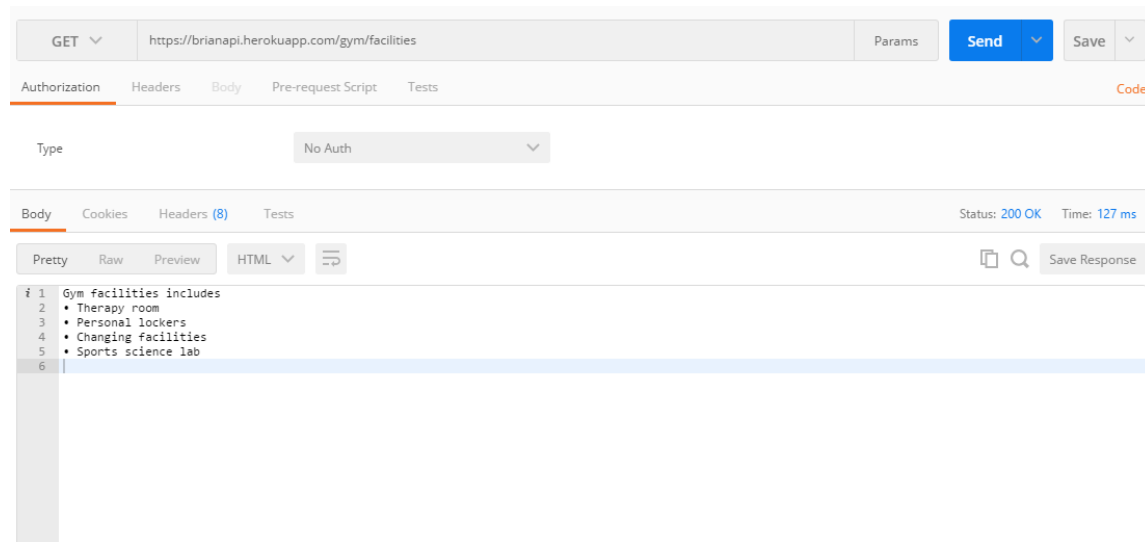 GET https://brianapi.herokuapp.com/gym/facilities Params Send Save
Authorization Headers Body Pre-request Script Tests Code
Type No Auth
Body Cookies Headers (8) Tests Status: 200 OK Time: 127 ms
Pretty Raw Preview HTML Save Response
i 1 Gym facilities includes
2 • Therapy room
3 • Personal lockers
4 • Changing facilities
5 • Sports science lab
6